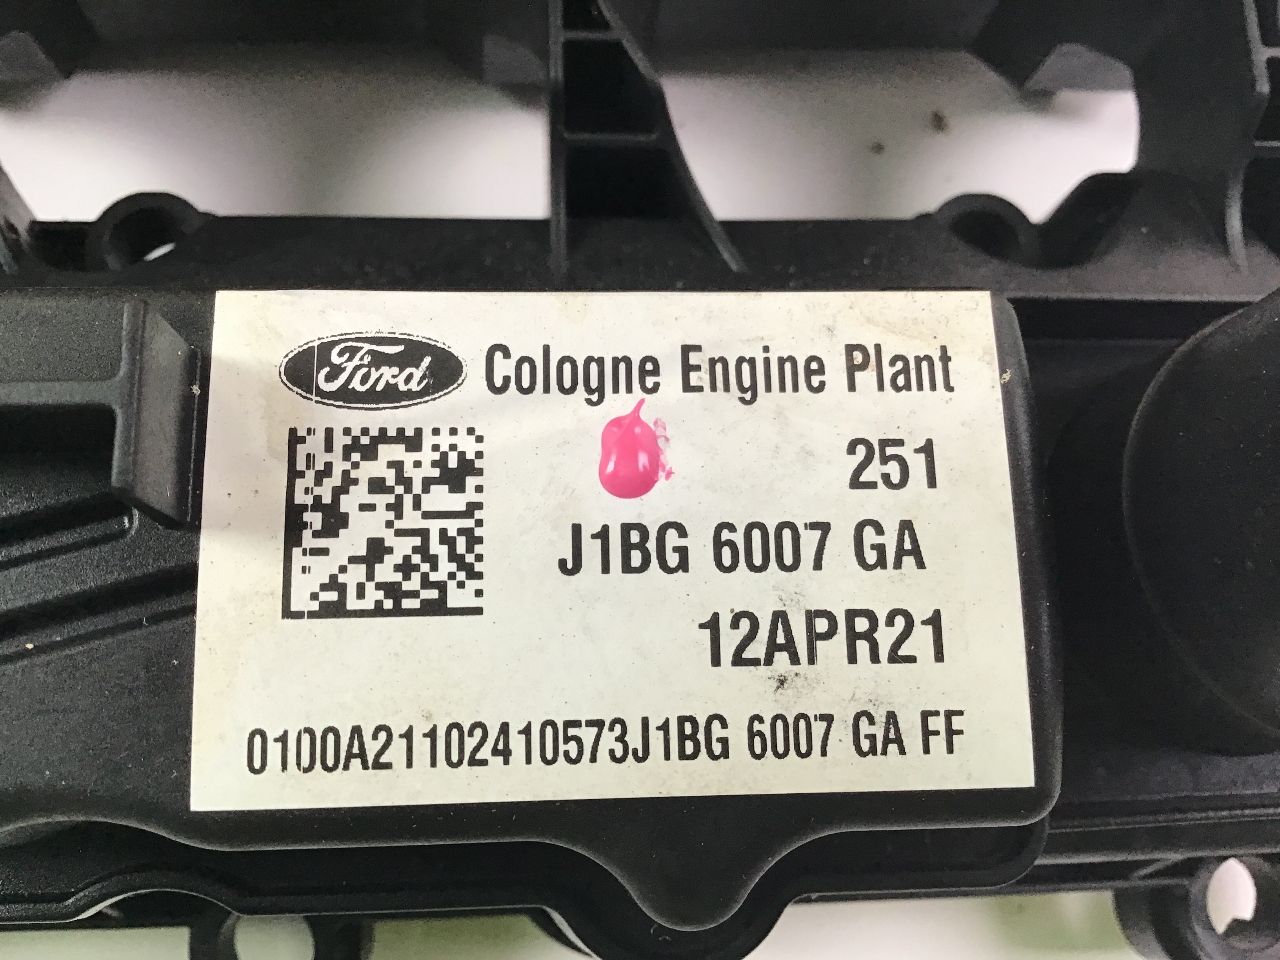 Ford Cologne Engine Plant
251
J1BG 6007 GA
12APR21
0100A21102410573J1BG 6007 GA FF